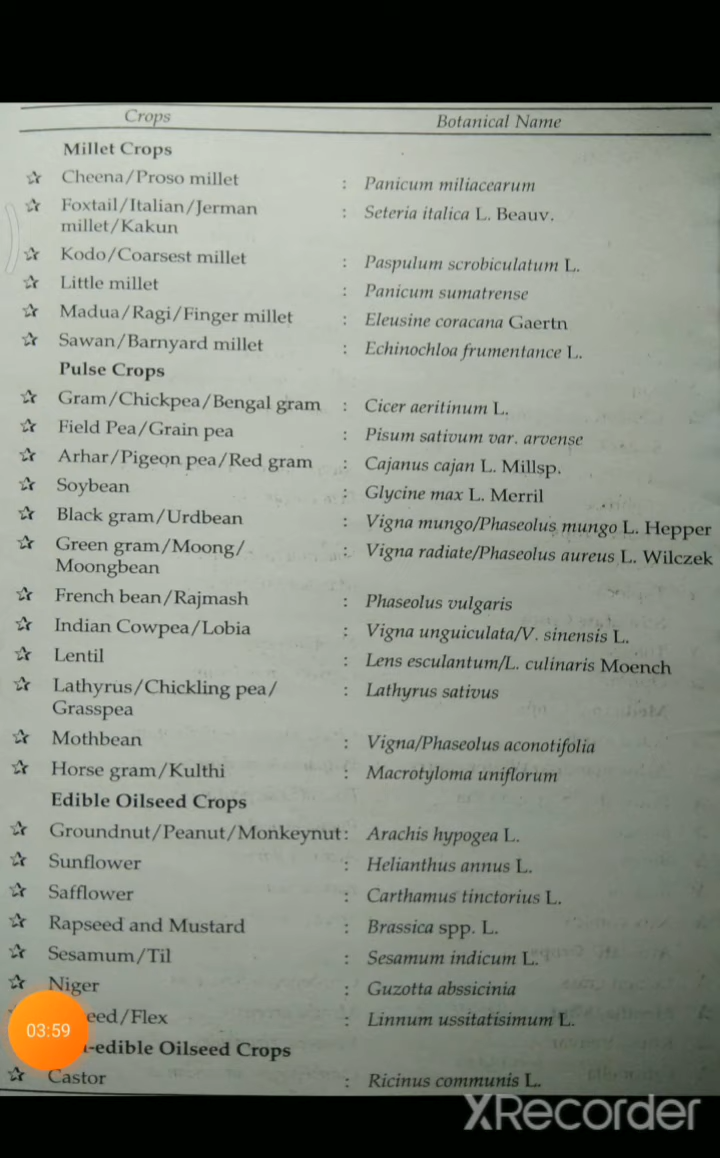 Crops Botanical Name
Millet Crops
☆ Cheena/Proso millet : Panicum miliacearum
☆ Foxtail/Italian/Jerman : Seteria italica L. Beauv.
millet/Kakun
☆ Kodo/Coarsest millet : Paspulum scrobiculatum L.
☆ Little millet : Panicum sumatrense
☆ Madua/Ragi/Finger millet : Eleusine coracana Gaertn
☆ Sawan/Barnyard millet : Echinochloa frumentance L.
Pulse Crops
☆ Gram/Chickpea/Bengal gram : Cicer aeritinum L.
☆ Field Pea/Grain pea : Pisum sativum var. arvense
☆ Arhar/Pigeon pea/Red gram : Cajanus cajan L. Millsp.
☆ Soybean : Glycine max L. Merril
☆ Black gram/Urdbean : Vigna mungo/Phaseolus mungo L. Hepper
☆ Green gram/Moong/ : Vigna radiate/Phaseolus aureus L. Wilczek
Moongbean
☆ French bean/Rajmash : Phaseolus vulgaris
☆ Indian Cowpea/Lobia : Vigna unguiculata/V. sinensis L.
☆ Lentil : Lens esculantum/L. culinaris Moench
☆ Lathyrus/Chickling pea/ : Lathyrus sativus
Grasspea
☆ Mothbean : Vigna/Phaseolus aconotifolia
☆ Horse gram/Kulthi : Macrotyloma uniflorum
Edible Oilseed Crops
☆ Groundnut/Peanut/Monkeynut : Arachis hypogea L.
☆ Sunflower : Helianthus annus L.
☆ Safflower : Carthamus tinctorius L.
☆ Rapseed and Mustard : Brassica spp. L.
☆ Sesamum/Til : Sesamum indicum L.
☆ Niger : Guzotta abssicinia
eed/Flex : Linnum ussitatisimum L.
03:59
-edible Oilseed Crops
☆ Castor : Ricinus communis L.
XRecorder